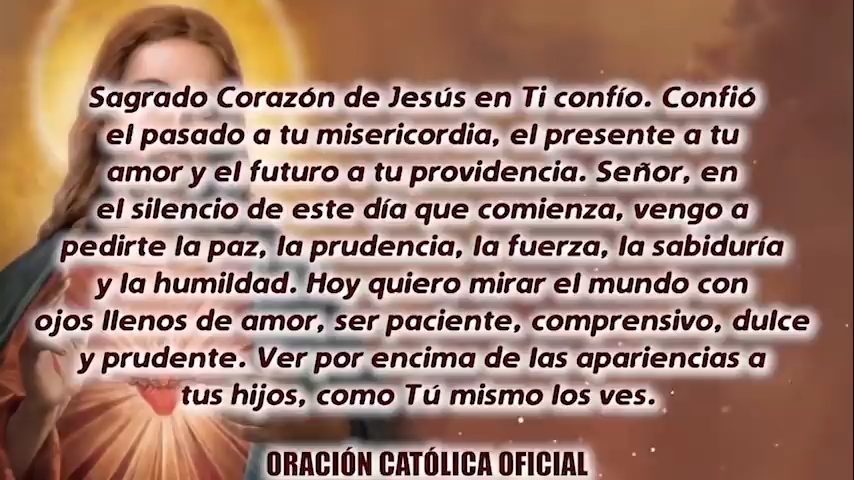 Sagrado Corazón de Jesús en Ti confío. Confió
el pasado a tu misericordia, el presente a tu
amor y el futuro a tu providencia. Señor, en
el silencio de este día que comienza, vengo a
pedirte la paz, la prudencia, la fuerza, la sabiduría
y la humildad. Hoy quiero mirar el mundo con
ojos llenos de amor, ser paciente, comprensivo, dulce
y prudente. Ver por encima de las apariencias a
tus hijos, como Tú mismo los ves.
ORACIÓN CATÓLICA OFICIAL